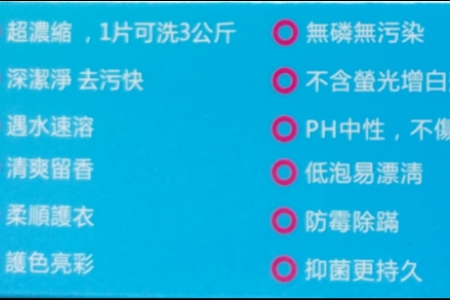 超濃縮，1片可洗3公斤
深潔淨 去污快
遇水速溶
清爽留香
柔順護衣
護色亮彩
無磷無污染
不含螢光增白
PH中性，不傷
低泡易漂清
防霉除蹣
抑菌更持久